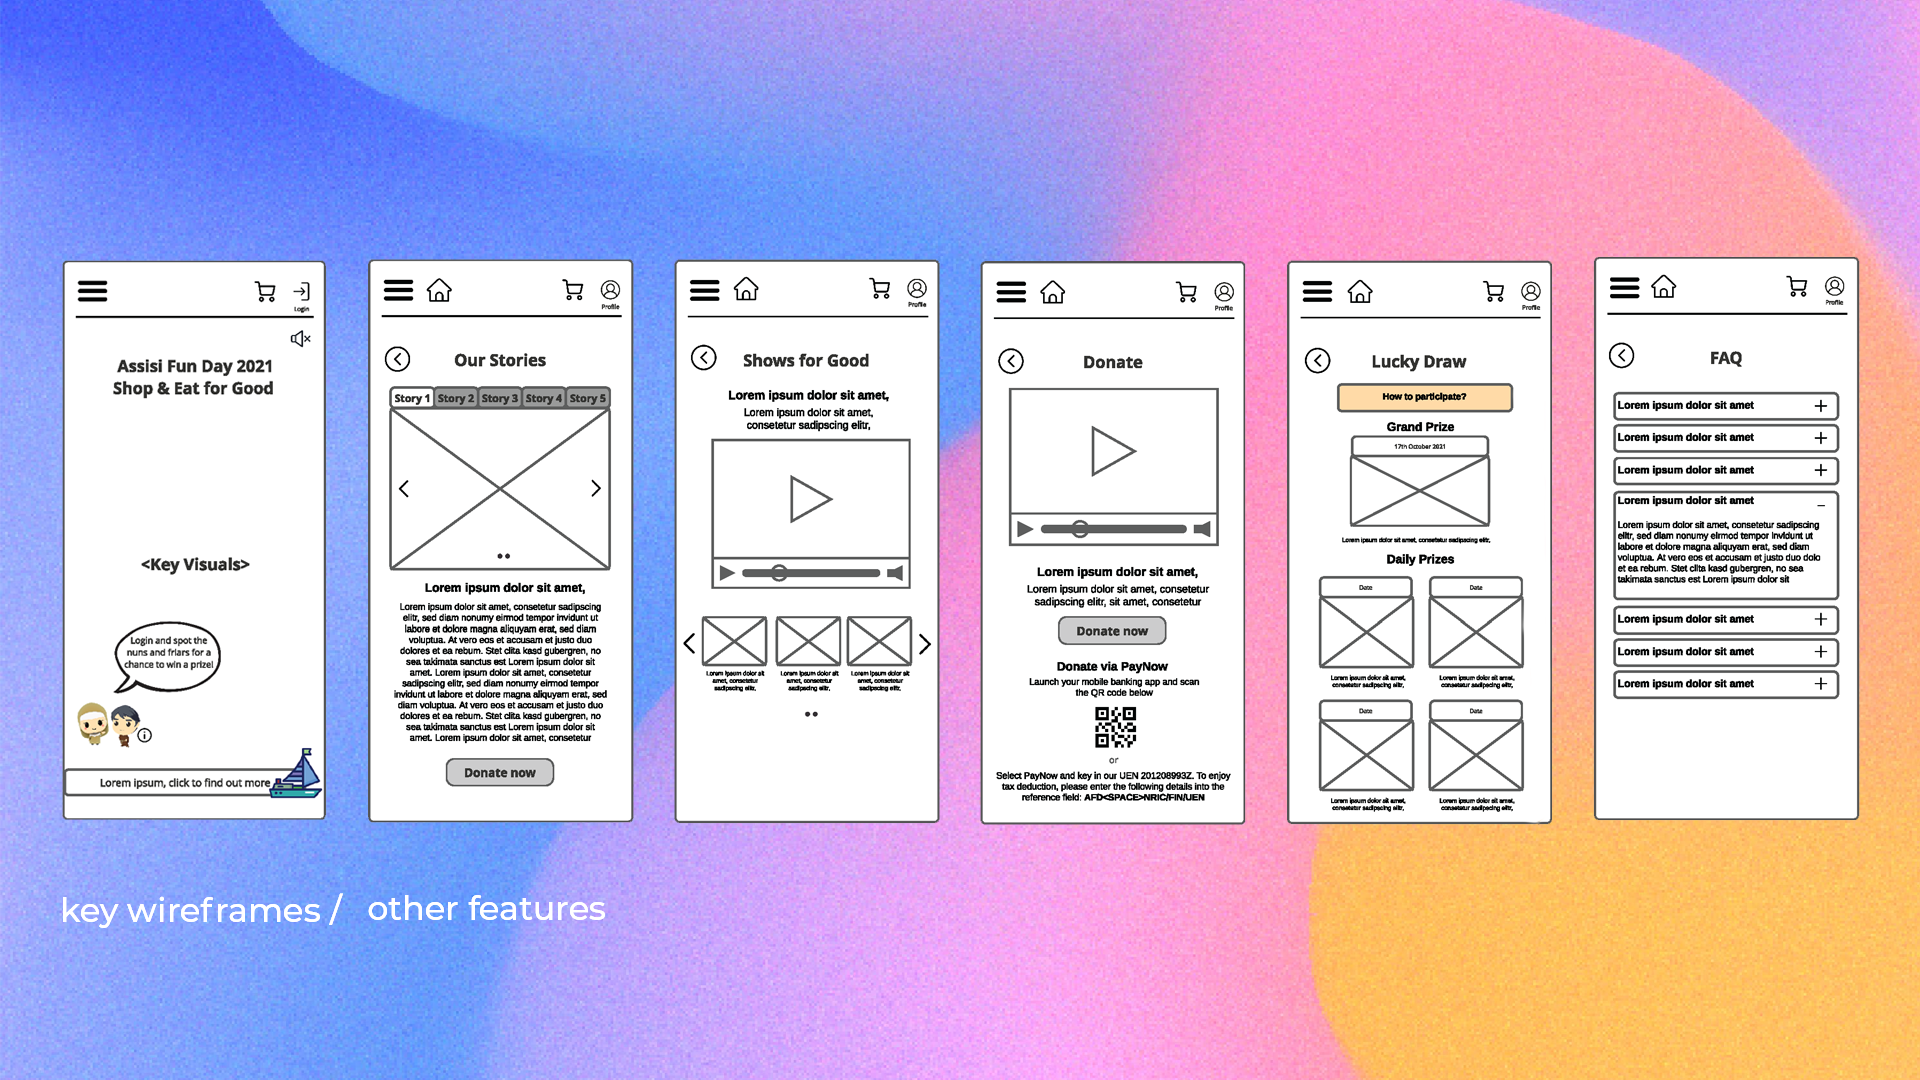 Login
Assisi Fun Day 2021
Shop & Eat for Good
<Key Visuals>
Login and spot the
nuns and friars for a
chance to win a prize!
Lorem ipsum, click to find out more
Profile
Our Stories
Story 1 Story 2 Story 3 Story 4 Story 5
Lorem ipsum dolor sit amet,
Lorem ipsum dolor sit amet, consetetur sadipscing
elitr, sed diam nonumy eirmod tempor invidunt ut
labore et dolore magna aliquyam erat, sed diam
voluptua. At vero eos et accusam et justo duo
dolores et ea rebum. Stet clita kasd gubergren, no
sea takimata sanctus est Lorem ipsum dolor sit
amet. Lorem ipsum dolor sit amet, consetetur
sadipscing elitr, sed diam nonumy eirmod tempor
invidunt ut labore et dolore magna aliquyam erat, sed
diam voluptua. At vero eos et accusam et justo duo
dolores et ea rebum. Stet clita kasd gubergren, no
sea takimata sanctus est Lorem ipsum dolor sit
amet. Lorem ipsum dolor sit amet, consetetur
Donate now
Profile
Shows for Good
Lorem ipsum dolor sit amet,
Lorem ipsum dolor sit amet,
consetetur sadipscing elitr,
Lorem ipsum dolor sit
amet, consetetur
sadipscing elitr,
Lorem ipsum dolor sit
amet, consetetur
sadipscing elitr,
Lorem ipsum dolor sit
amet, consetetur
sadipscing elitr,
Profile
Donate
Lorem ipsum dolor sit amet,
Lorem ipsum dolor sit amet, consetetur
sadipscing elitr, sit amet, consetetur
Donate now
Donate via PayNow
Launch your mobile banking app and scan
the QR code below
or
Select PayNow and key in our UEN 201208993Z. To enjoy
tax deduction, please enter the following details into the
reference field: AFD<SPACE>NRIC/FIN/UEN
Profile
Lucky Draw
How to participate?
Grand Prize
17th October 2021
Lorem ipsum dolor sit amet, consetetur sadipscing elitr,
Daily Prizes
Date
Date
Lorem ipsum dolor sit amet,
consetetur sadipscing elitr,
Lorem ipsum dolor sit amet,
consetetur sadipscing elitr,
Date
Date
Lorem ipsum dolor sit amet,
consetetur sadipscing elitr,
Lorem ipsum dolor sit amet,
consetetur sadipscing elitr,
Profile
FAQ
Lorem ipsum dolor sit amet
Lorem ipsum dolor sit amet
Lorem ipsum dolor sit amet
Lorem ipsum dolor sit amet
Lorem ipsum dolor sit amet, consetetur sadipscing
elitr, sed diam nonumy eirmod tempor invidunt ut
labore et dolore magna aliquyam erat, sed diam
voluptua. At vero eos et accusam et justo duo dolo
et ea rebum. Stet clita kasd gubergren, no sea
takimata sanctus est Lorem ipsum dolor sit
Lorem ipsum dolor sit amet
Lorem ipsum dolor sit amet
Lorem ipsum dolor sit amet
key wireframes / other features